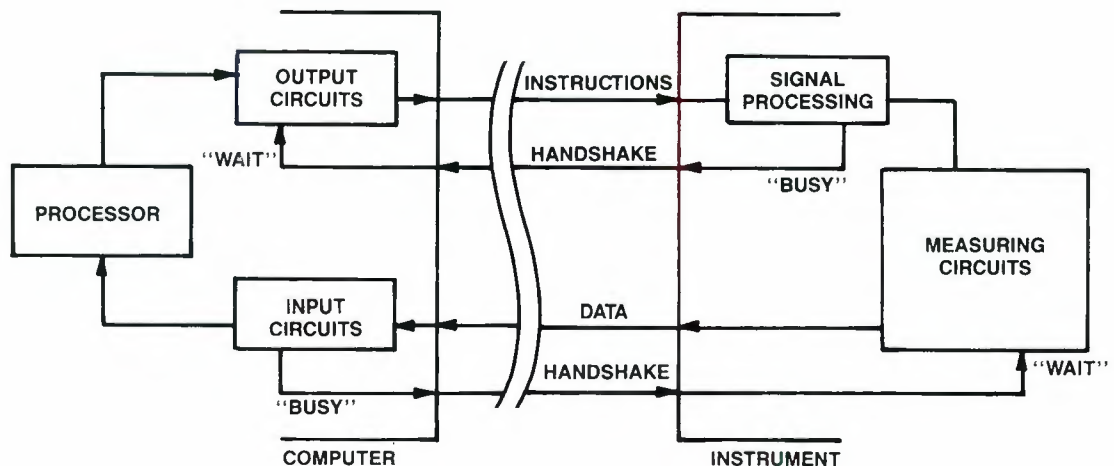 OUTPUT
CIRCUITS
INSTRUCTIONS
SIGNAL
PROCESSING
"WAIT"
HANDSHAKE
"BUSY"
PROCESSOR
MEASURING
CIRCUITS
INPUT
CIRCUITS
DATA
HANDSHAKE
"WAIT"
"BUSY"
COMPUTER
INSTRUMENT